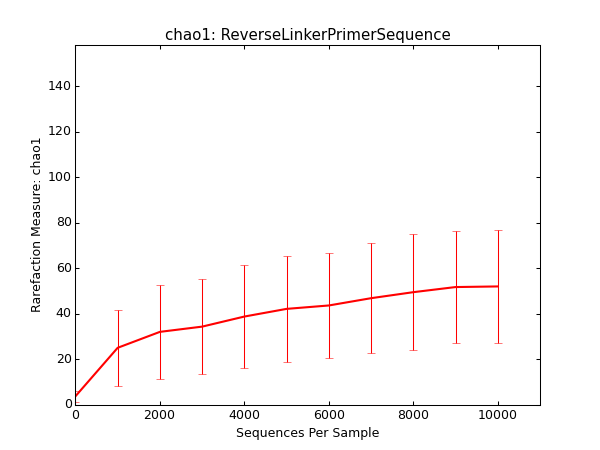 chao1: ReverseLinkerPrimerSequence
140
120
100
80
60
40
20
0
Rarefaction Measure: chao1
0 2000 4000 6000 8000 10000
Sequences Per Sample